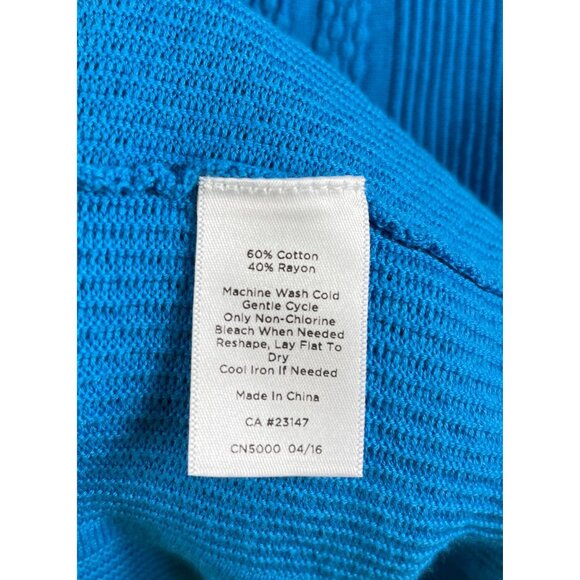 60% Cotton
40% Rayon
Machine Wash Cold
Gentle Cycle
Only Non-Chlorine
Bleach When Needed
Reshape, Lay Flat To
Dry
Cool Iron If Needed
Made In China
CA #23147
CN5000 04/16